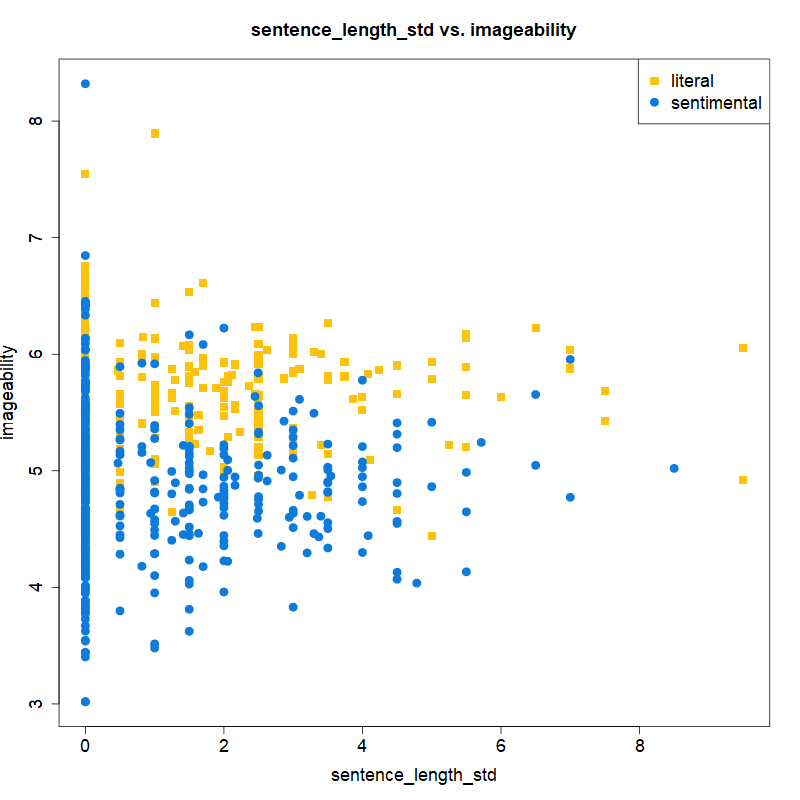 sentence_length_std vs. imageability
literal
sentimental
imageability
8
7
6
5
4
3
0 2 4 6 8
sentence_length_std